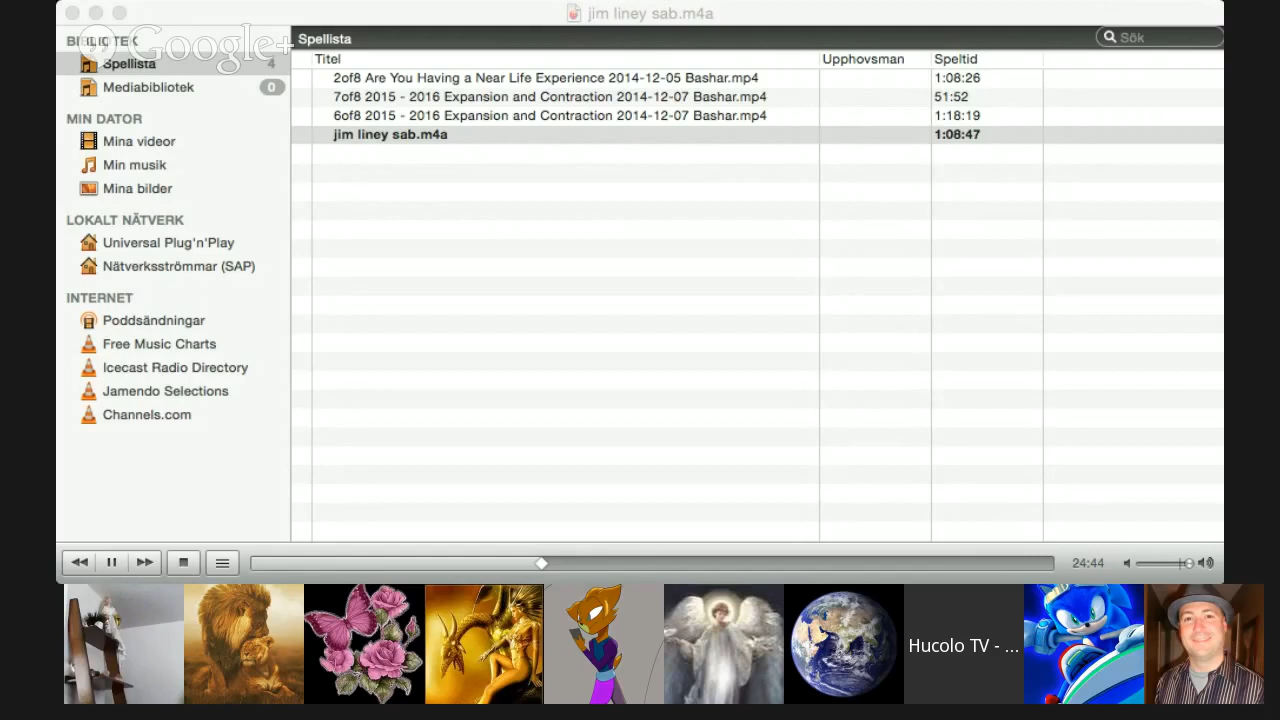 jim liney sab.m4a
Google+
BIBLIOTEK
Spellista 4
Mediabibliotek 0
MIN DATOR
Mina videor
Min musik
Mina bilder
LOKALT NÄTVERK
Universal Plug'n'Play
Nätverksströmmar (SAP)
INTERNET
Poddsändningar
Free Music Charts
Icecast Radio Directory
Jamendo Selections
Channels.com
Spellista Sök
Titel Upphovsman Speltid
2of8 Are You Having a Near Life Experience 2014-12-05 Bashar.mp4 1:08:26
7of8 2015 - 2016 Expansion and Contraction 2014-12-07 Bashar.mp4 51:52
6of8 2015 - 2016 Expansion and Contraction 2014-12-07 Bashar.mp4 1:18:19
jim liney sab.m4a 1:08:47
24:44
Hucolo TV - ...